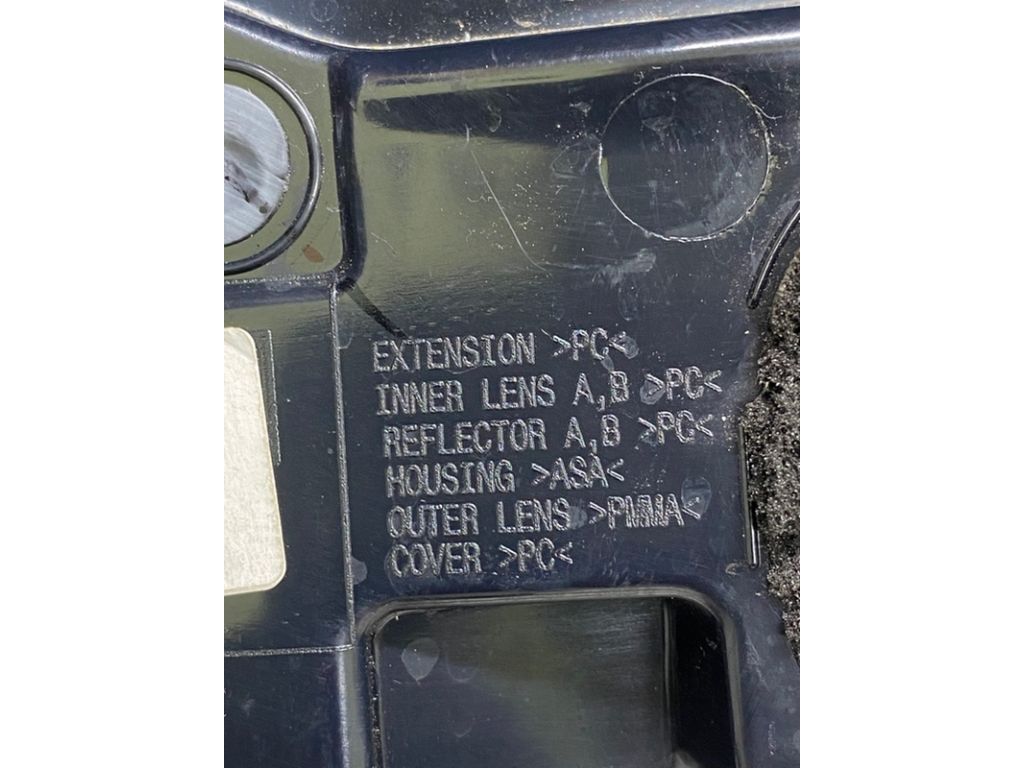 EXTENSION >PC<
INNER LENS A,B >PC<
REFLECTOR A,B >PC<
HOUSING >ASA<
OUTER LENS >PMMA<
COVER >PC<